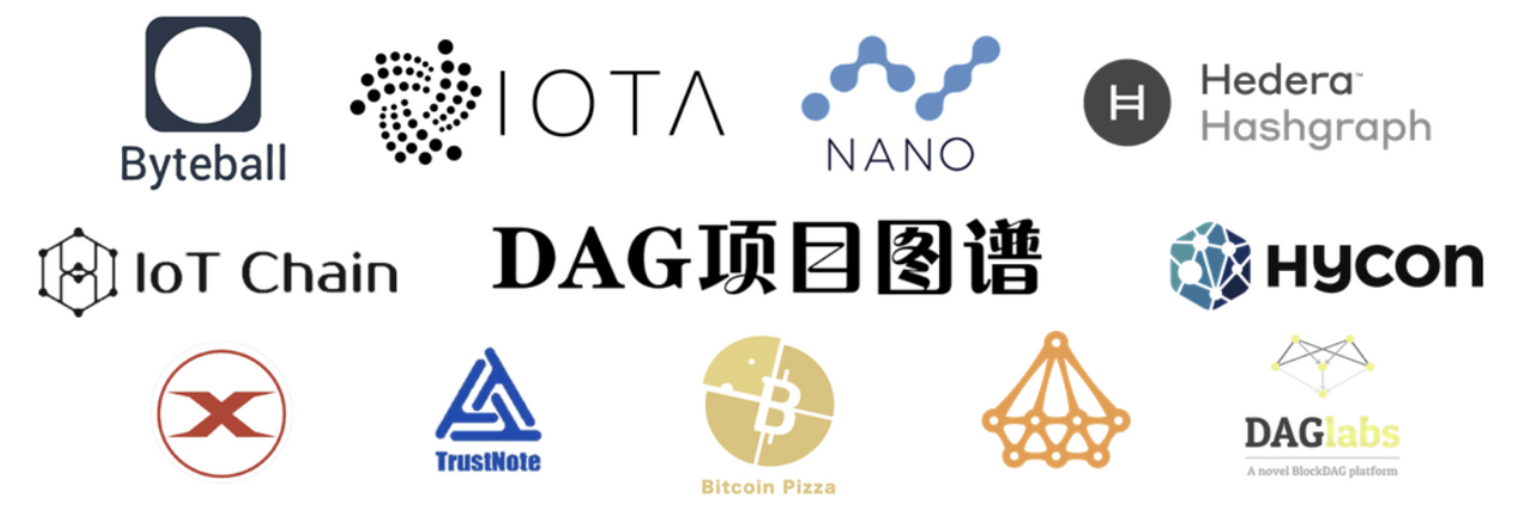 Byteball
IOTA
NANO
Hedera™
Hashgraph
IoT Chain
DAG项目图谱
HYCON
X
TrustNote
B
Bitcoin Pizza
DAGlabs
A novel BlockDAG platform